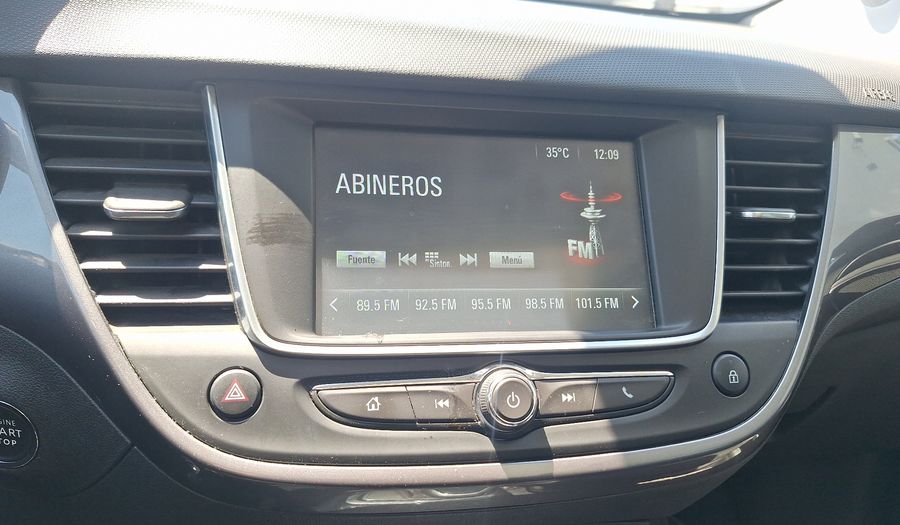 AIRBAG
35°C 12:09
ABINEROS
FM
Fuente Sinton. Menú
89.5 FM 92.5 FM 95.5 FM 98.5 FM 101.5 FM